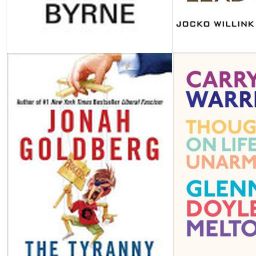 BYRNE
JOCKO WILLINK
Author of #1 New York Times Bestseller Liberal Fascism
JONAH
GOLDBERG
THE TYRANNY
CARRY
WARRI
THOUG
ON LIFE
UNARM
GLENN
DOYLE
MELTO